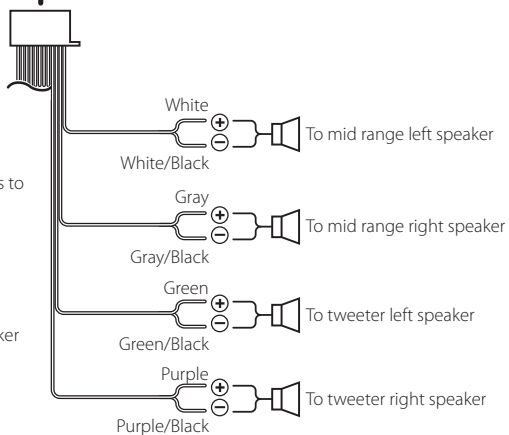 White
+
To mid range left speaker
−
White/Black
s to
Gray
+
To mid range right speaker
−
Gray/Black
Green
+
To tweeter left speaker
−
Green/Black
ker
Purple
+
To tweeter right speaker
−
Purple/Black